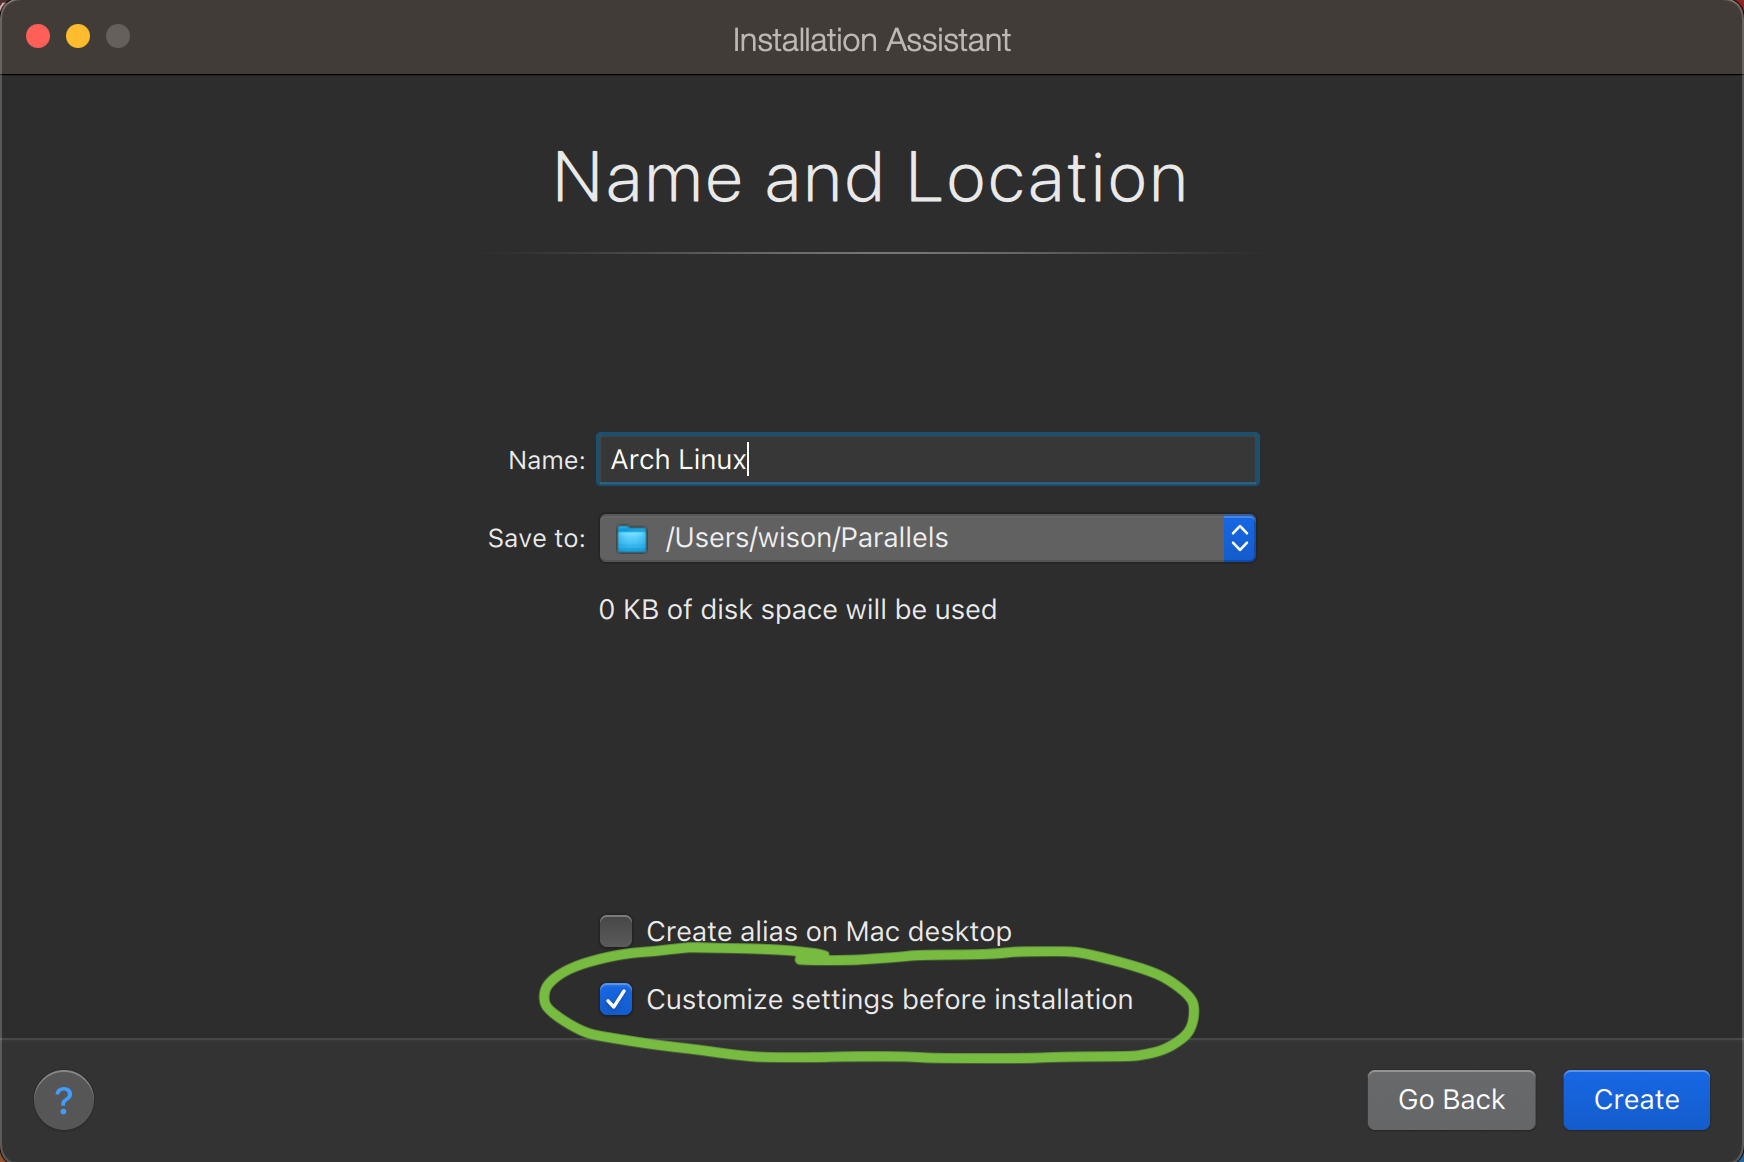 Installation Assistant
Name and Location
Name: Arch Linux
Save to: /Users/wison/Parallels
0 KB of disk space will be used
Create alias on Mac desktop
Customize settings before installation
? Go Back Create